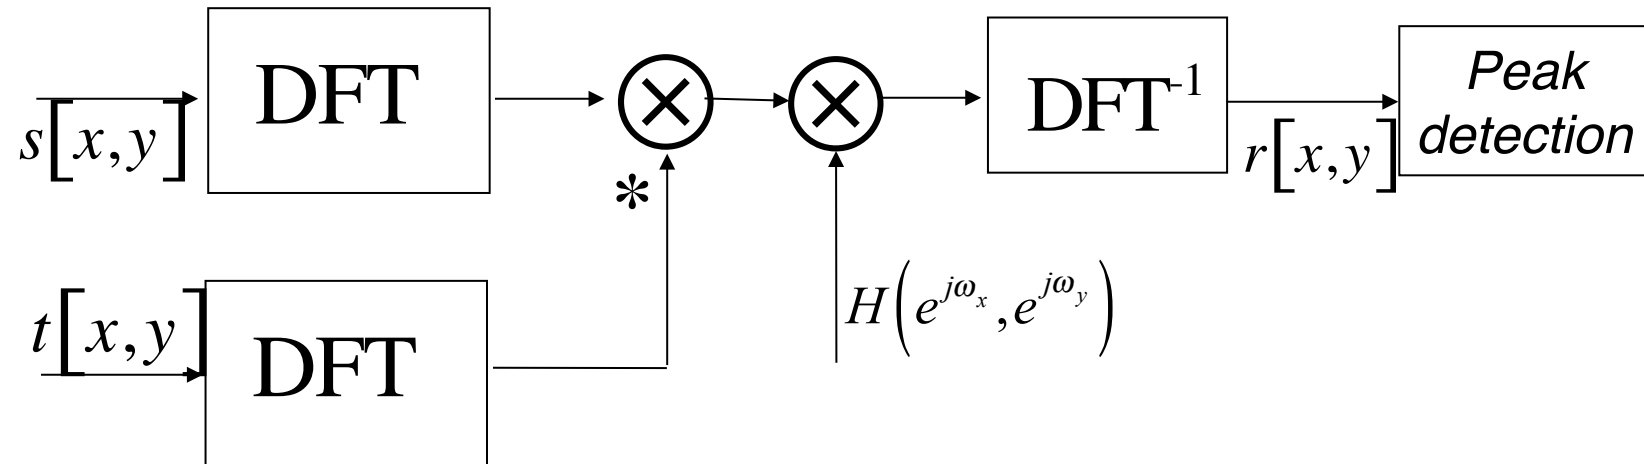 DFT
s[x,y]
*
DFT⁻¹
r[x,y]
Peak
detection
t[x,y]
DFT
H(e^{jω_x}, e^{jω_y})